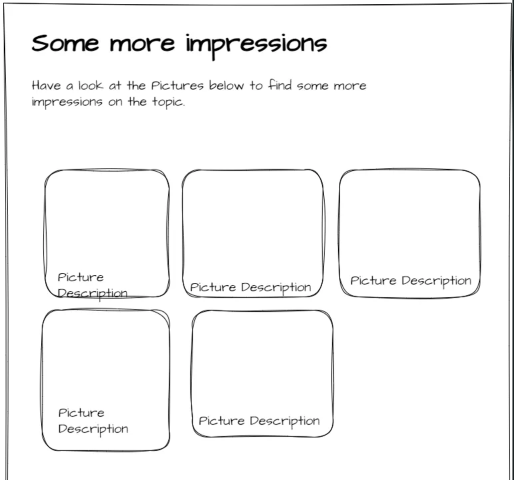 Some more impressions
Have a look at the Pictures below to find some more
impressions on the topic.
Picture
Description
Picture Description
Picture Description
Picture
Description
Picture Description